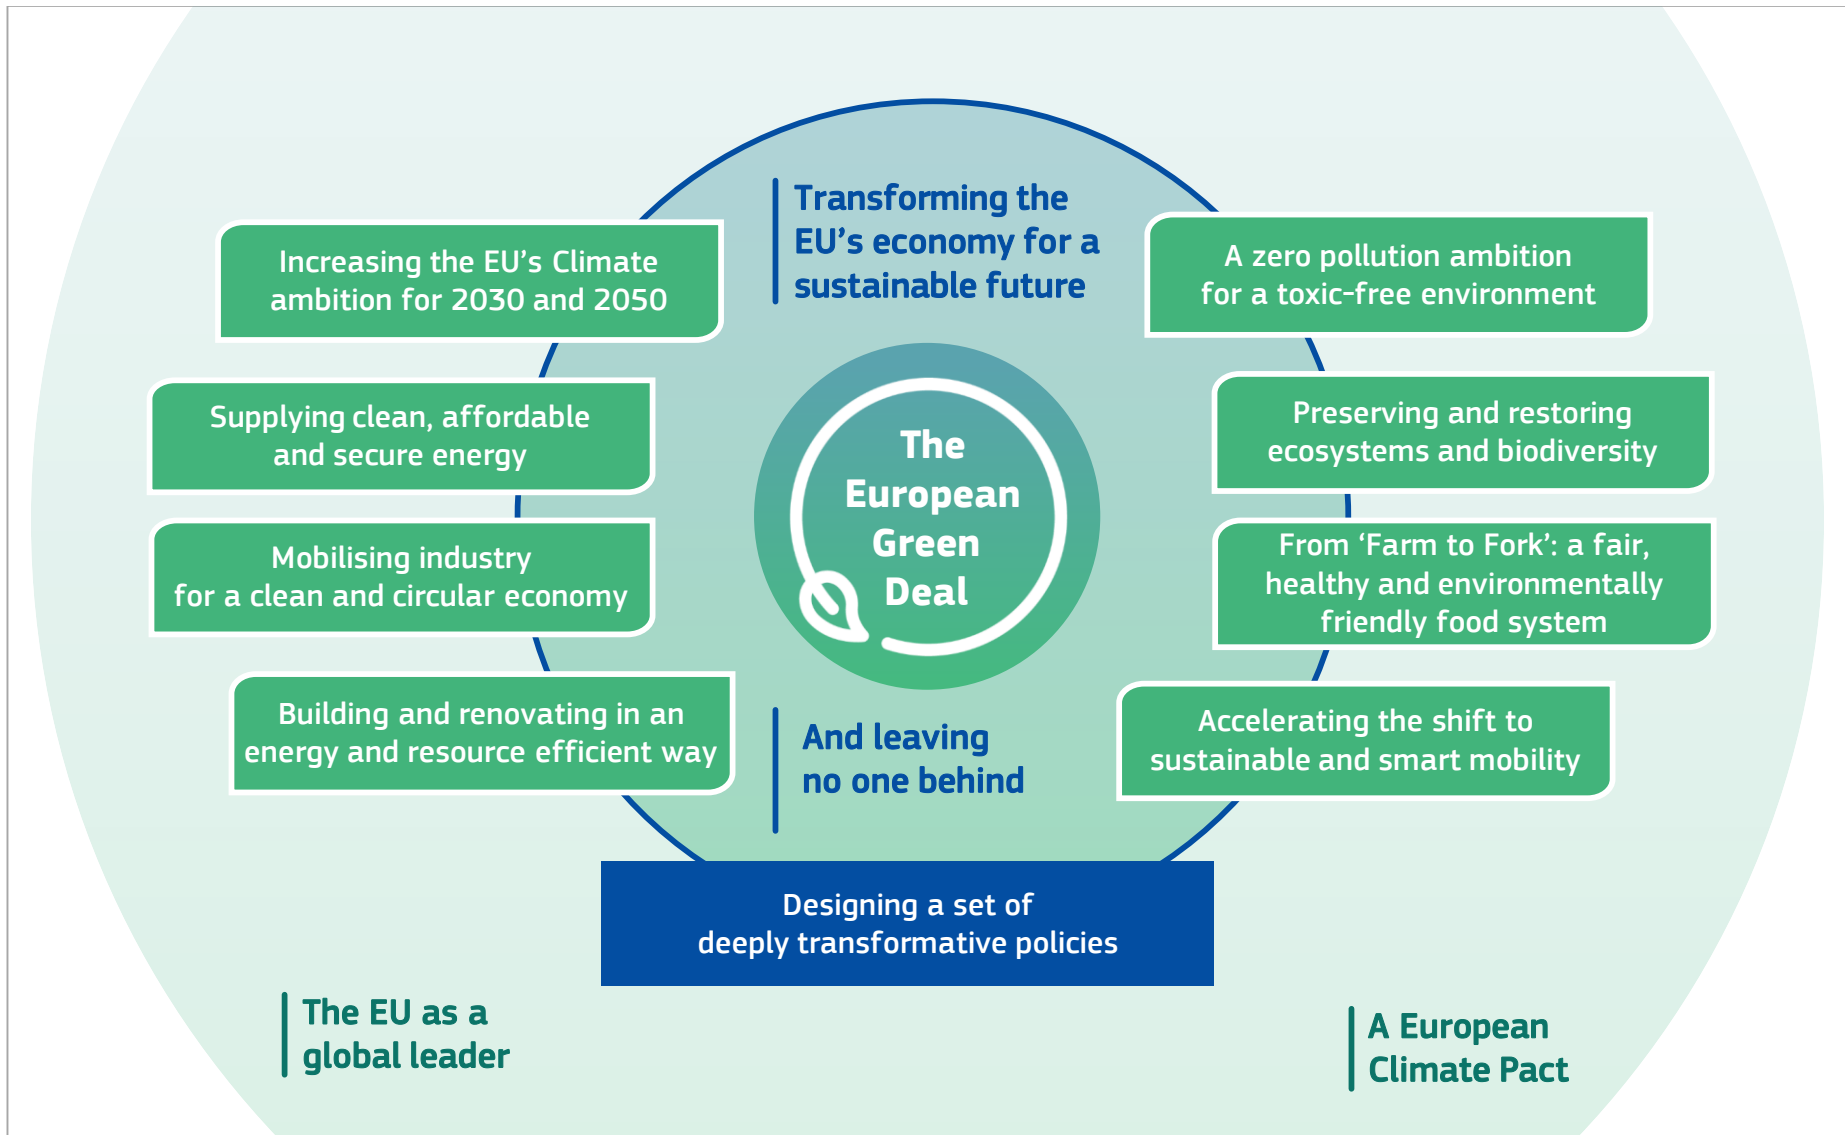 Transforming the
EU’s economy for a
sustainable future
Increasing the EU’s Climate
ambition for 2030 and 2050
Supplying clean, affordable
and secure energy
Mobilising industry
for a clean and circular economy
Building and renovating in an
energy and resource efficient way
The
European
Green
Deal
A zero pollution ambition
for a toxic-free environment
Preserving and restoring
ecosystems and biodiversity
From ‘Farm to Fork’: a fair,
healthy and environmentally
friendly food system
Accelerating the shift to
sustainable and smart mobility
And leaving
no one behind
Designing a set of
deeply transformative policies
The EU as a
global leader
A European
Climate Pact